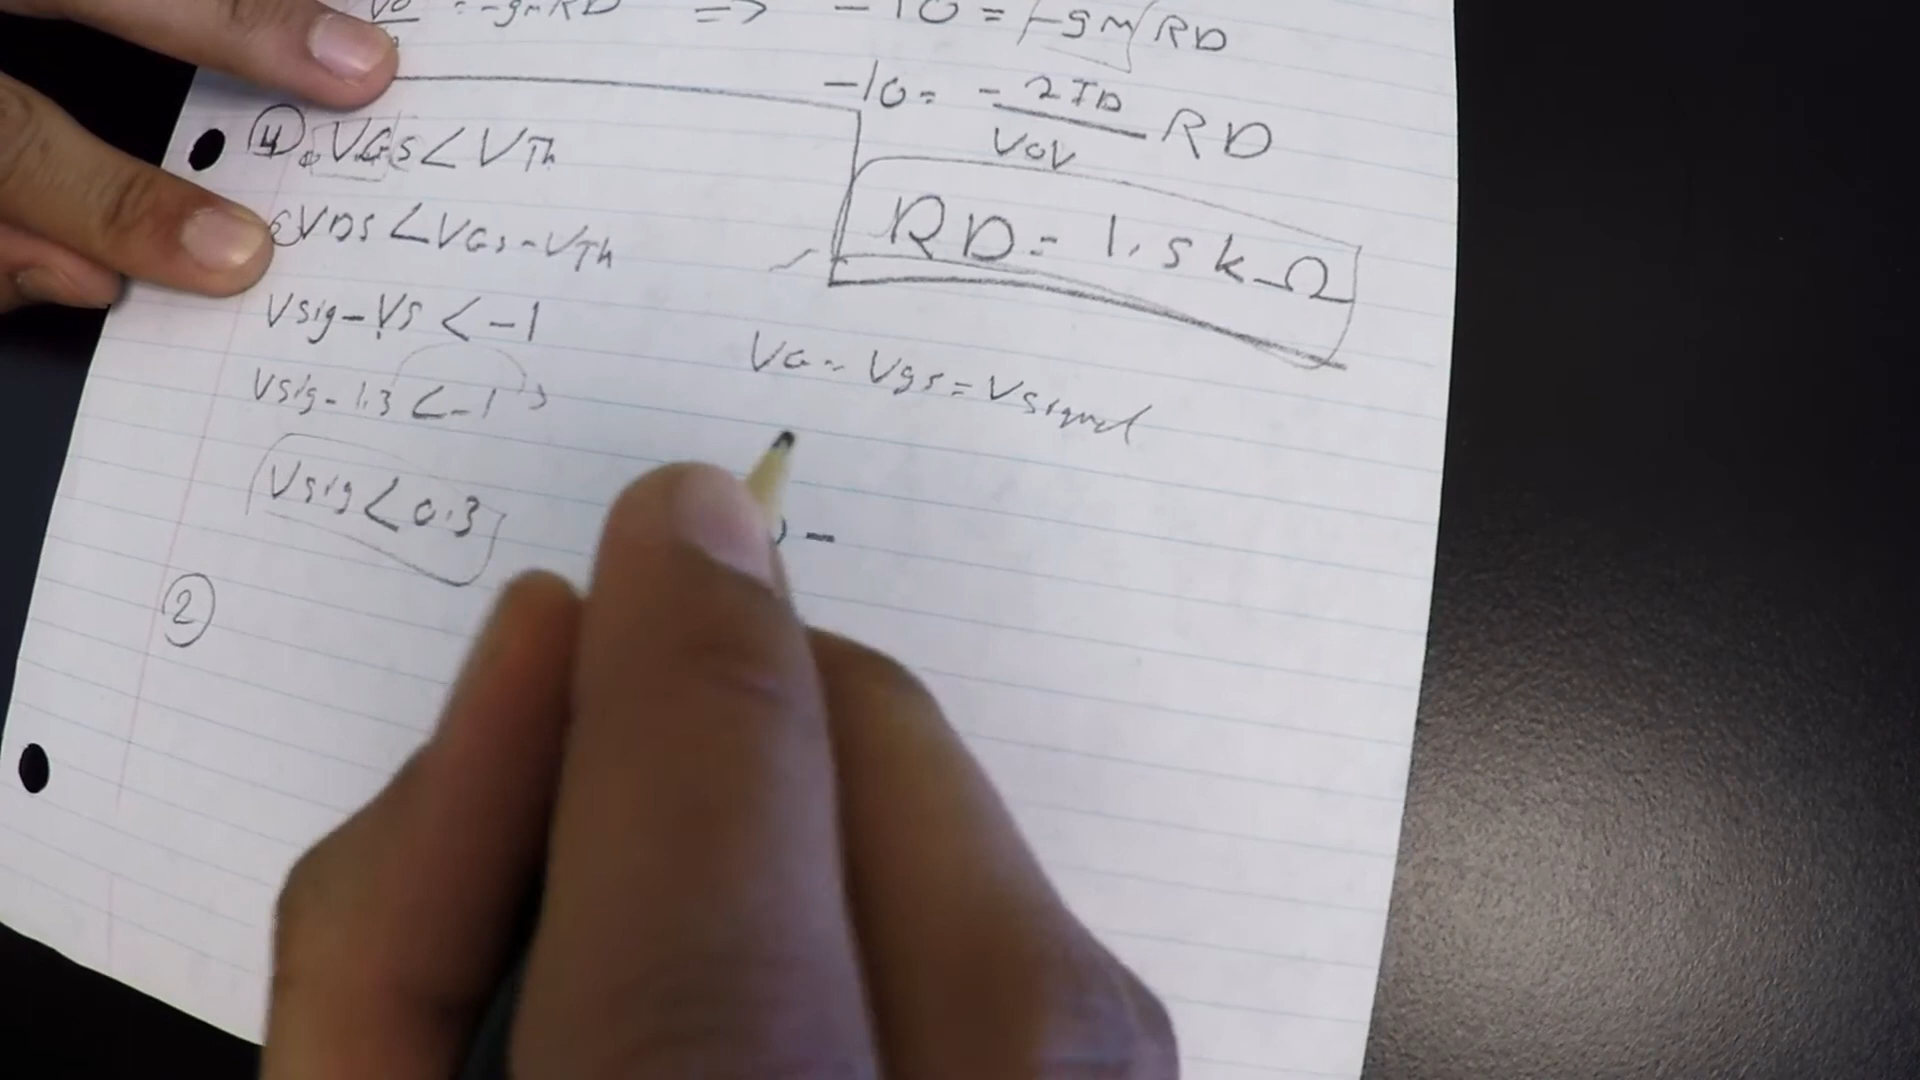 = -gmRD => -10 = -gm RD
-10 = -2ID/VOV RD
RD = 1.5kΩ
4 VGS < VTh
VDS < VGS - VTh
Vsig - VS < -1
VG = Vgs = Vsignal
Vsig - 1.3 < -1
Vsig < 0.3
-
2